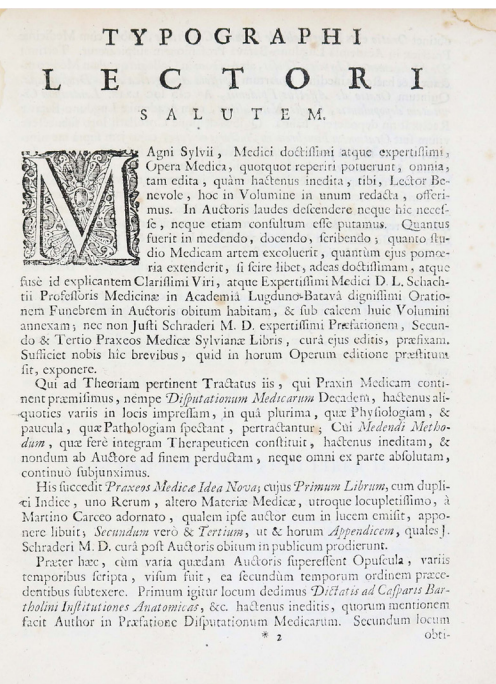 TYPOGRAPHI
LECTORI
SALUTEM.
MAgni Sylvii, Medici doctissimi atque expertissimi,
Opera Medica, quotquot reperiri potuerunt, omnia,
tam edita, quàm hactenus inedita, tibi, Lector Be-
nevole, hoc in Volumine in unum redacta, offeri-
mus. In Auctoris laudes descendere neque hic neces-
se, neque etiam consultum esse putamus. Quantus
fuerit in medendo, docendo, scribendo; quanto stu-
dio Medicam artem excoluerit, quantùm ejus pomœ-
ria extenderit, si scire libet, adeas doctissimam, atque
fusè id explicantem Clarissimi Viri, atque Expertissimi Medici D. L. Schach-
tii Professoris Medicinæ in Academiâ Lugduno-Batavâ dignissimi Oratio-
nem Funebrem in Auctoris obitum habitam, & sub calcem huic Volumini
annexam; nec non Justi Schraderi M. D. expertissimi Præfationem, Secun-
do & Tertio Praxeos Medicæ Sylvianæ Libris, curâ ejus editis, præfixam.
Sufficiet nobis hic brevibus, quid in horum Operum editione præstitum
sit, exponere.
Qui ad Theoriam pertinent Tractatus iis, qui Praxin Medicam conti-
nent præmisimus, nempe Disputationum Medicarum Decadem, hactenus ali-
quoties variis in locis impressam, in quâ plurima, quæ Physiologiam, &
paucula, quæ Pathologiam spectant, pertractantur; Cui Medendi Metho-
dum, quæ ferè integram Therapeuticen constituit, hactenus ineditam, &
nondum ab Auctore ad finem perductam, neque omni ex parte absolutam,
continuò subjunximus.
His succedit Praxeos Medicæ Idea Nova; cujus Primum Librum, cum dupli-
ci Indice, uno Rerum, altero Materiæ Medicæ, utroque locupletissimo, à
Martino Carceo adornato, qualem ipse auctor eum in lucem emisit, appo-
nere libuit; Secundum verò & Tertium, ut & horum Appendicem, quales J.
Schraderi M. D. curâ post Auctoris obitum in publicum prodierunt.
Præter hæc, cùm varia quædam Auctoris superessent Opuscula, variis
temporibus scripta, visum fuit, ea secundùm temporum ordinem præce-
dentibus subtexere. Primum igitur locum dedimus Dictatis ad Casparis Bar-
tholini Institutiones Anatomicas, &c. hactenus ineditis, quorum mentionem
facit Author in Præfatione Disputationum Medicarum. Secundum locum
* 2
obti-